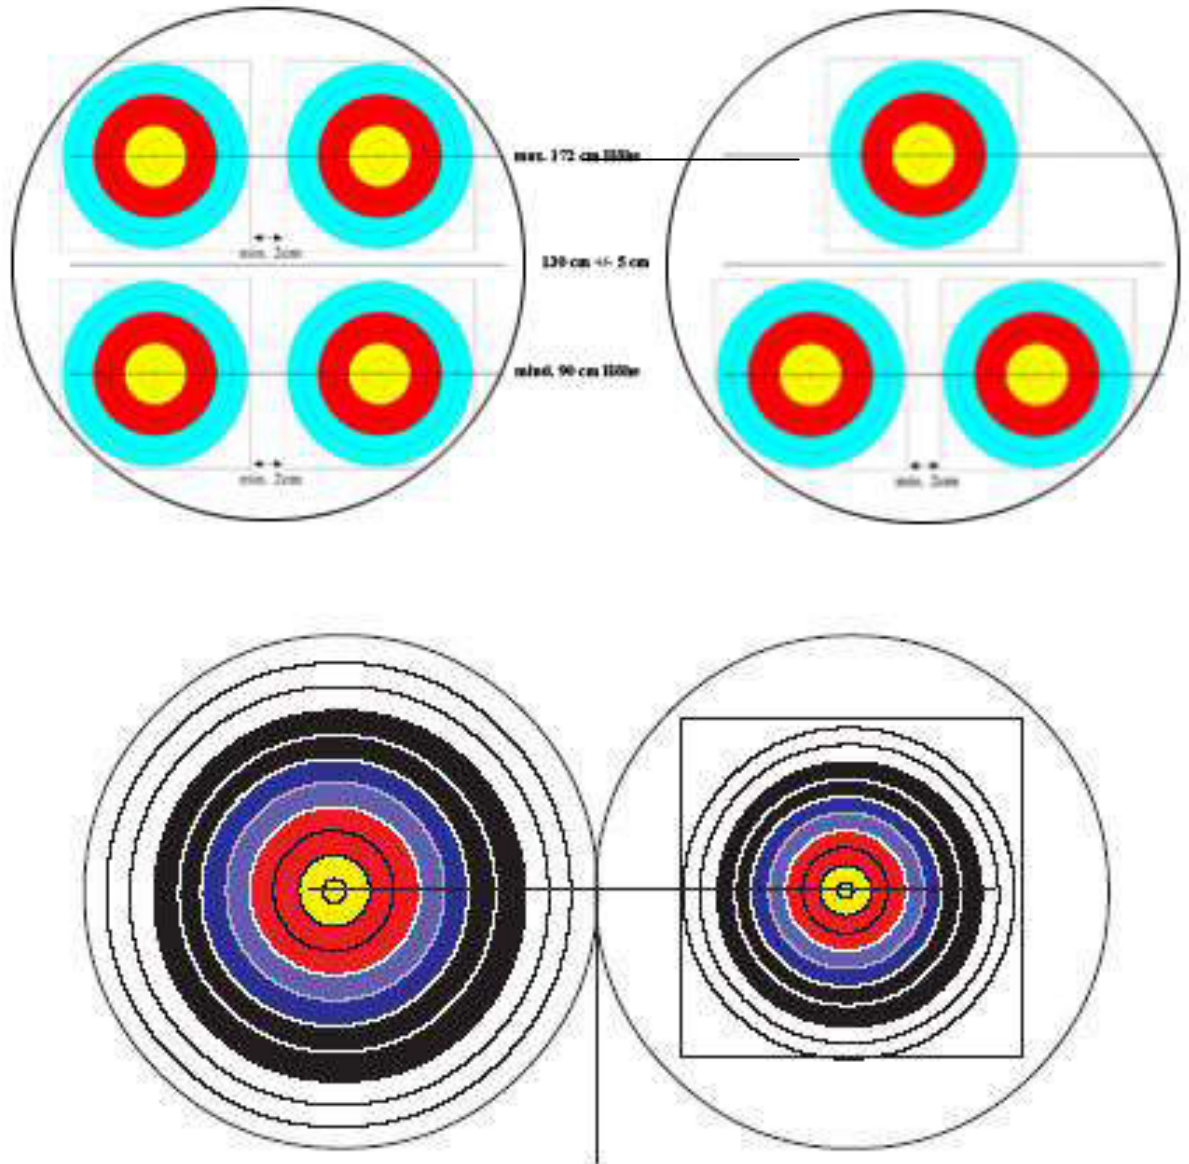 max. 172 cm Höhe
min. 2cm
130 cm +/- 5 cm
mind. 90 cm Höhe
min. 2cm
min. 2cm